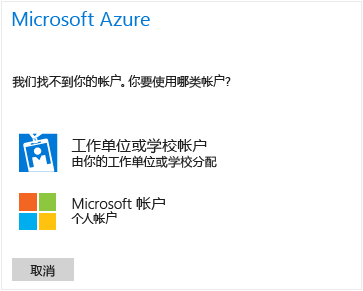 Microsoft Azure
我们找不到你的帐户。你要使用哪类帐户?
工作单位或学校帐户
由你的工作单位或学校分配
Microsoft 帐户
个人帐户
取消